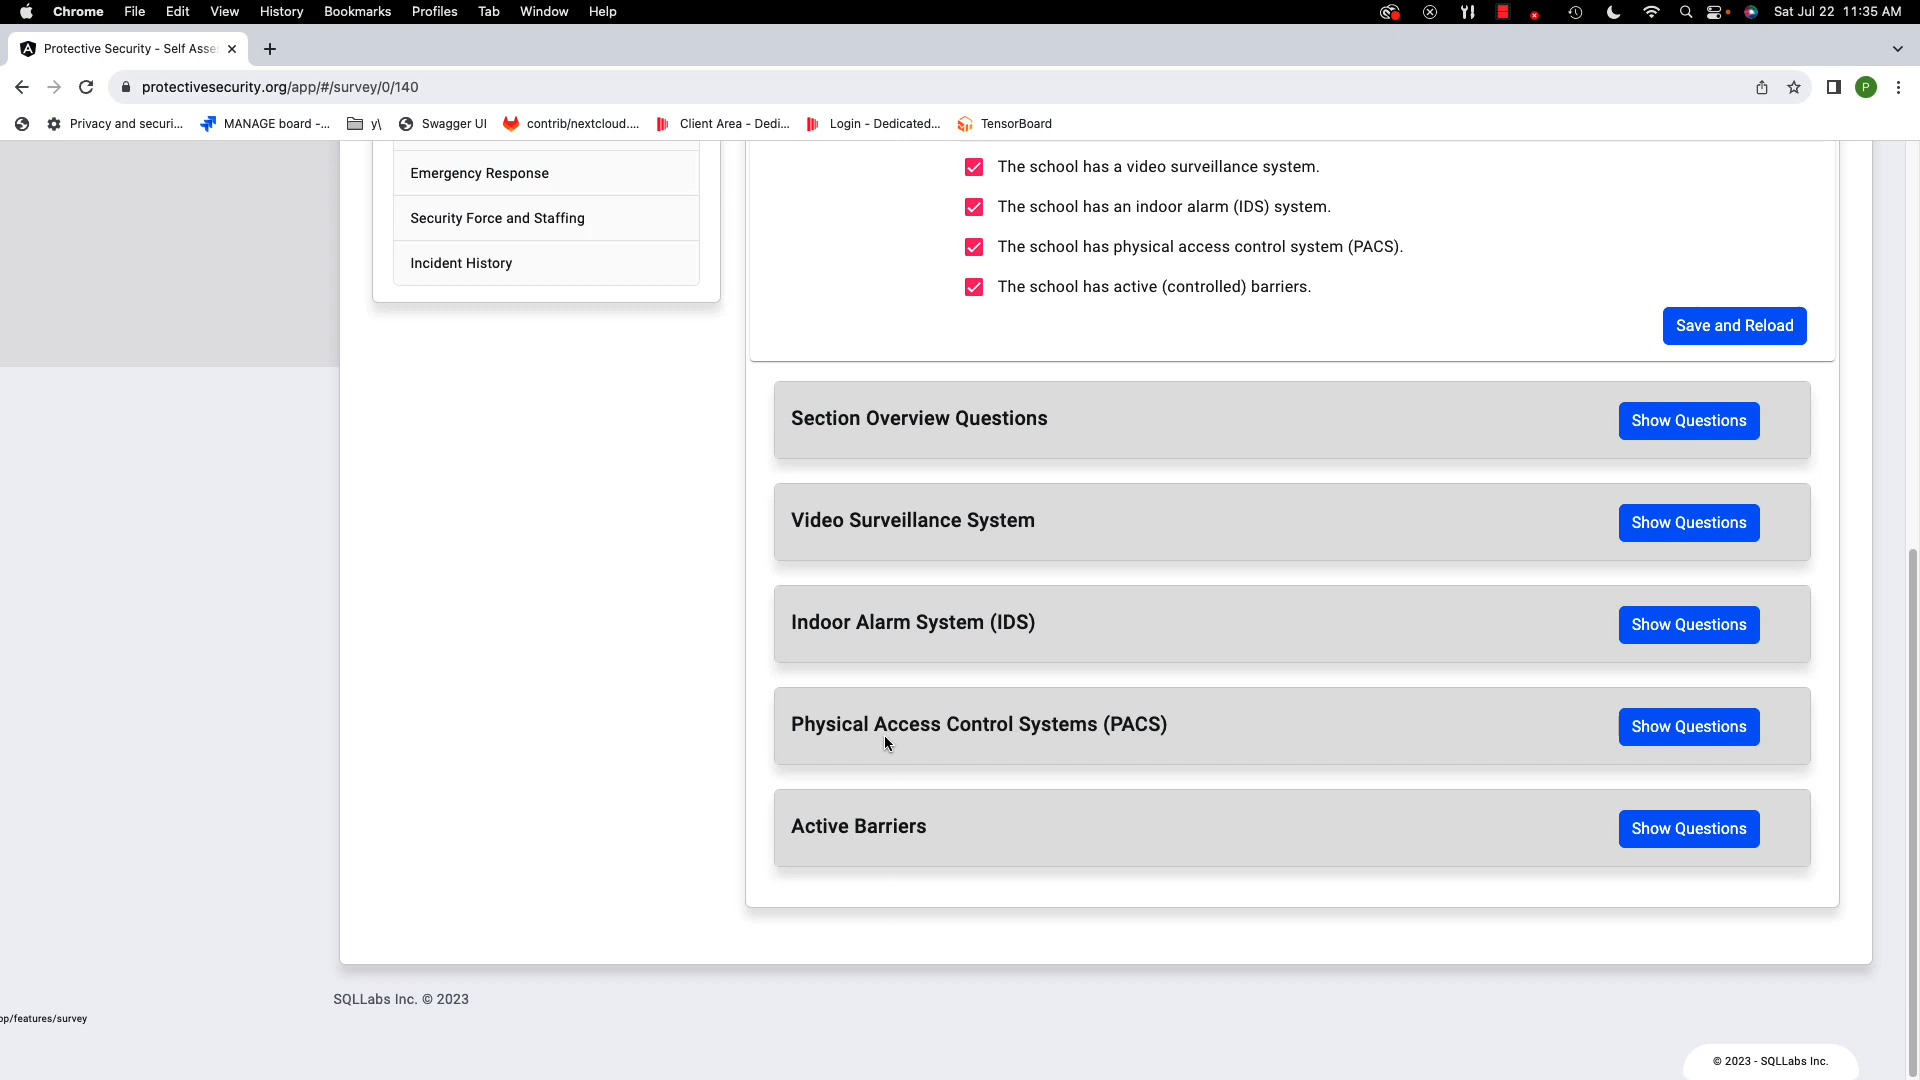 Chrome File Edit View History Bookmarks Profiles Tab Window Help Sat Jul 22 11:35 AM
Protective Security - Self Asse
protectivesecurity.org/app/#/survey/0/140 P
Privacy and securi... MANAGE board -... y\ Swagger UI contrib/nextcloud.... Client Area - Dedi... Login - Dedicated... TensorBoard
Emergency Response
Security Force and Staffing
Incident History
The school has a video surveillance system.
The school has an indoor alarm (IDS) system.
The school has physical access control system (PACS).
The school has active (controlled) barriers.
Save and Reload
Section Overview Questions Show Questions
Video Surveillance System Show Questions
Indoor Alarm System (IDS) Show Questions
Physical Access Control Systems (PACS) Show Questions
Active Barriers Show Questions
SQLLabs Inc. © 2023
pp/features/survey
© 2023 - SQLLabs Inc.